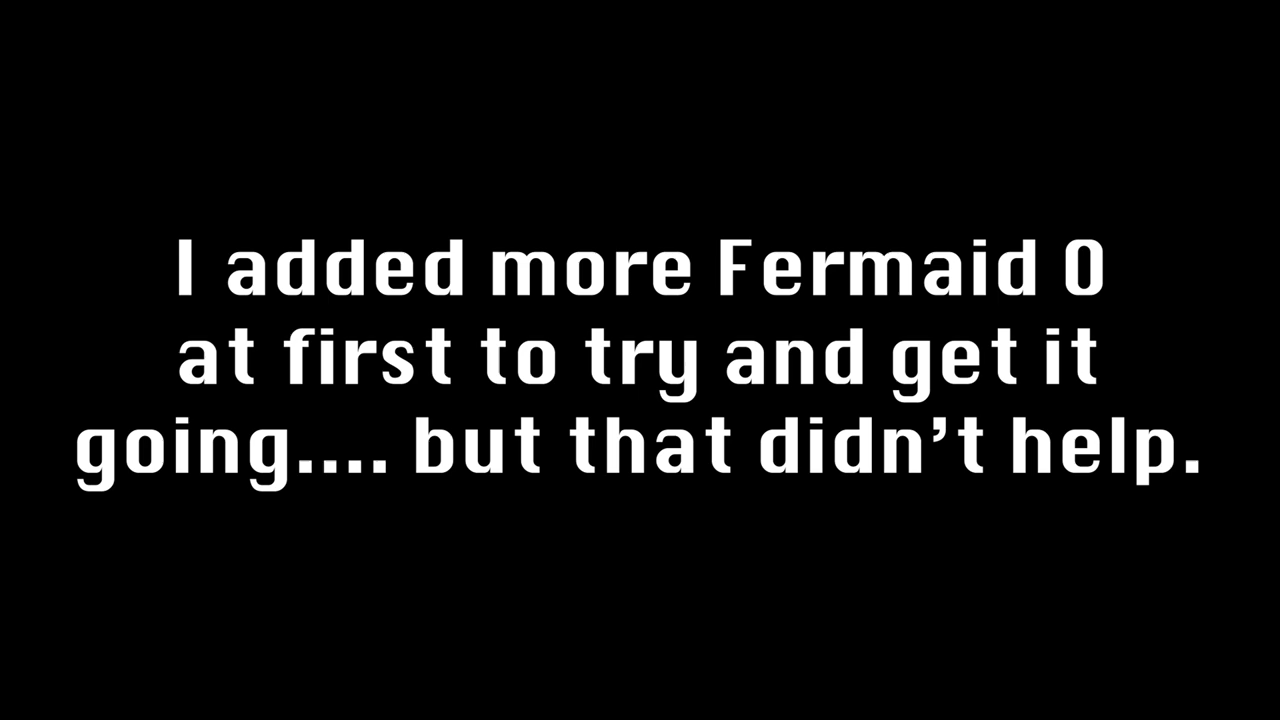 I added more Fermaid O
at first to try and get it
going.... but that didn’t help.